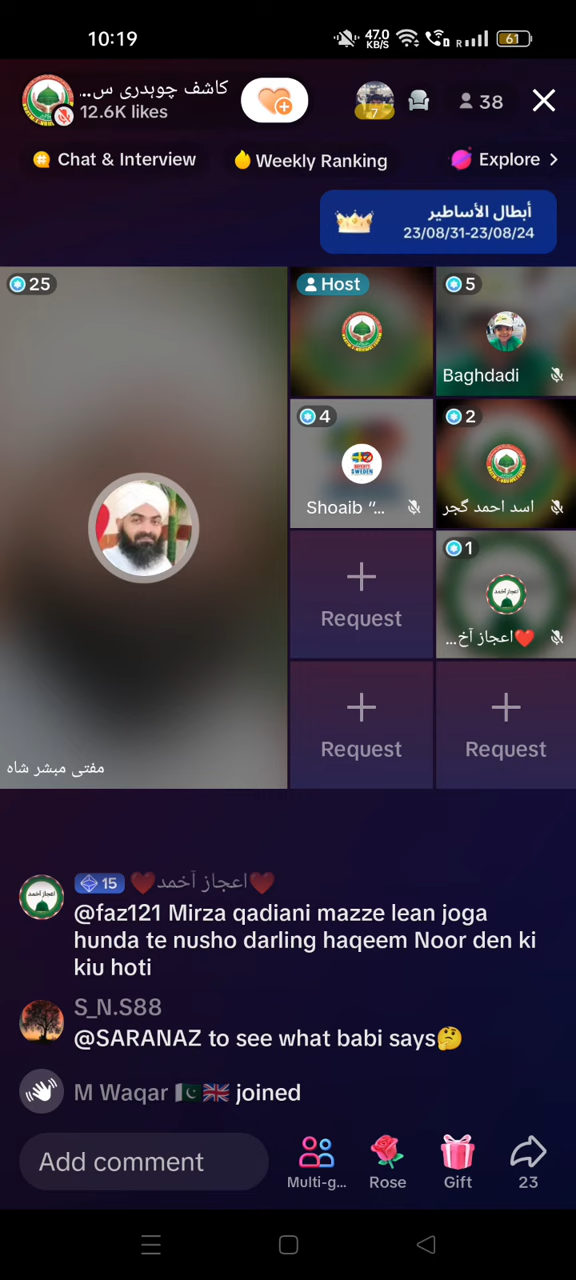 10:19
47.0
KB/S
R
61
کاشف چوہدری س...
12.6K likes
7
38
Chat & Interview
Weekly Ranking
Explore
أبطال الأساطير
23/08/31-23/08/24
25
Host
5
Baghdadi
4
Shoaib “...
2
اسد احمد گجر
Request
1
❤️اعجاز آخ...
Request
Request
مفتی مبشر شاہ
15
❤️اعجاز آخمد❤️
@faz121 Mirza qadiani mazze lean joga
hunda te nusho darling haqeem Noor den ki
kiu hoti
S_N.S88
@SARANAZ to see what babi says🤔
M Waqar 🇵🇰🇬🇧 joined
Add comment
Multi-g...
Rose
Gift
23